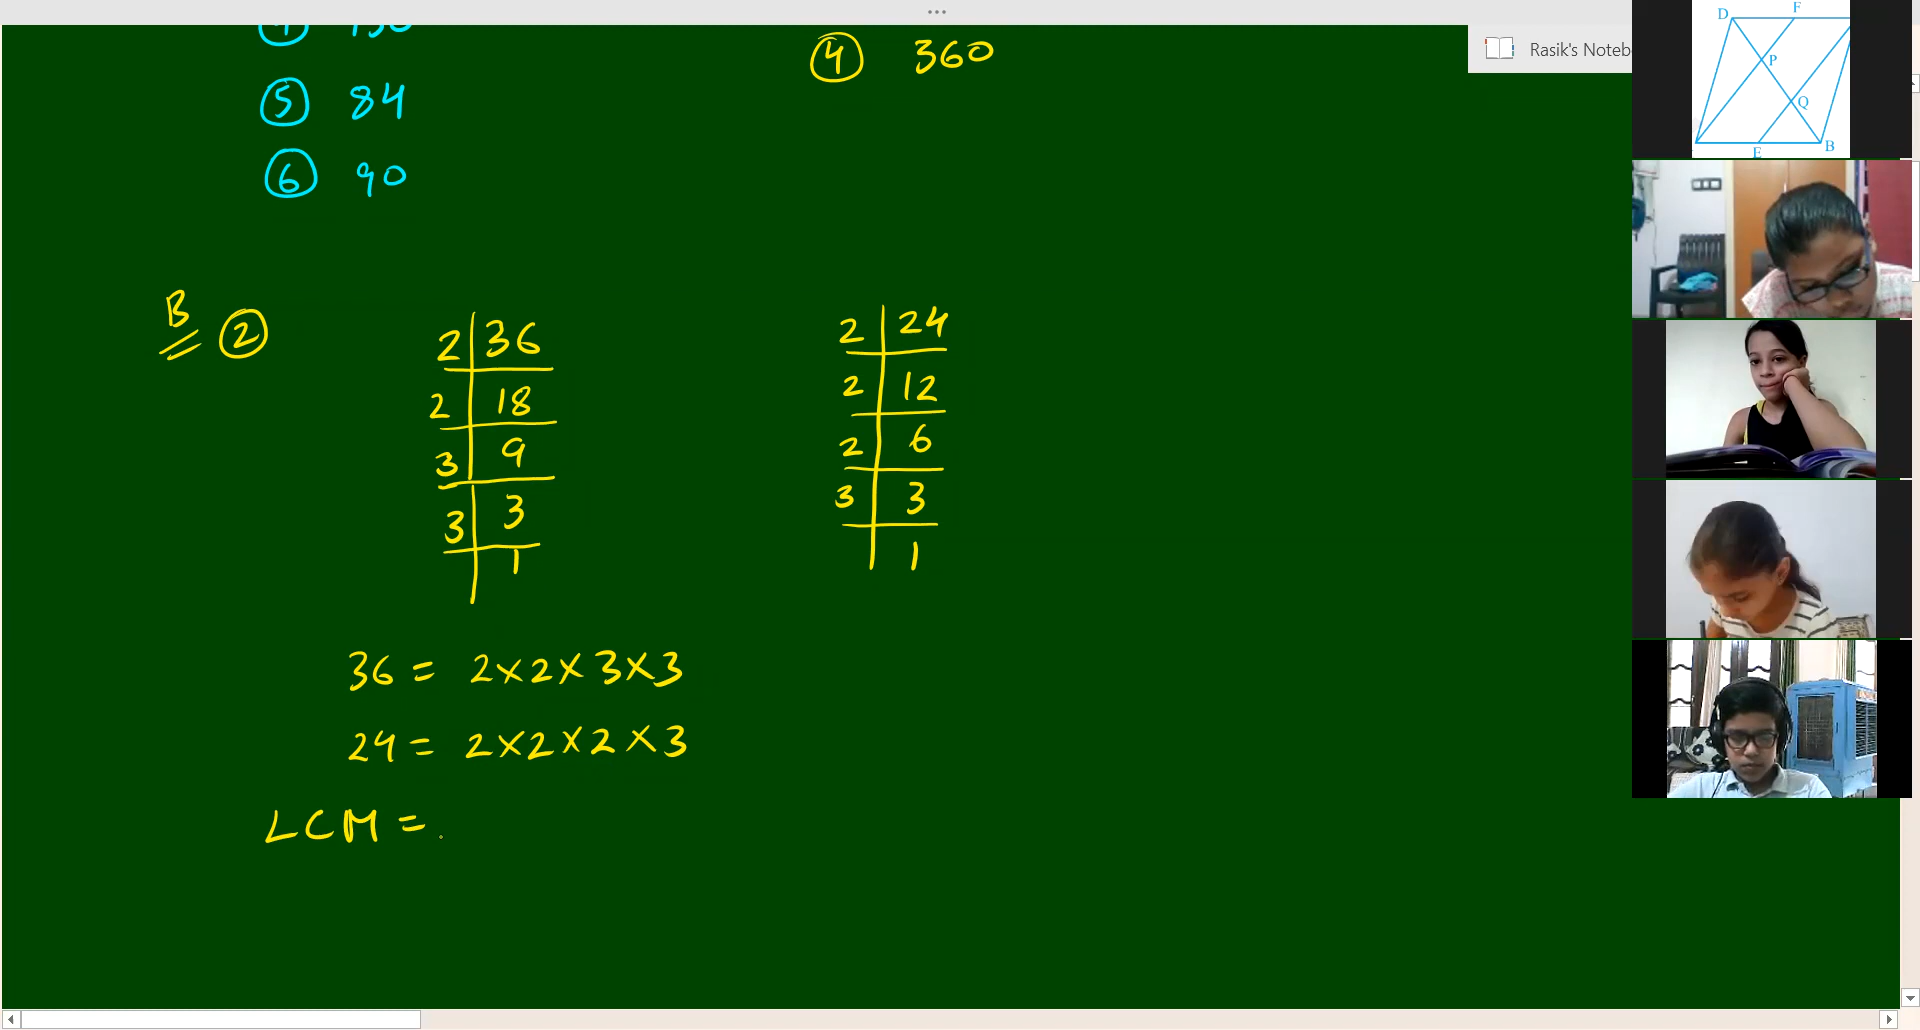 ④ 360
Rasik's Noteb
⑤ 84
⑥ 90
B ②
2 36
2 18
3 9
3 3
1
2 24
2 12
2 6
3 3
1
36 = 2×2×3×3
24 = 2×2×2×3
LCM =
D F
P
Q
E B